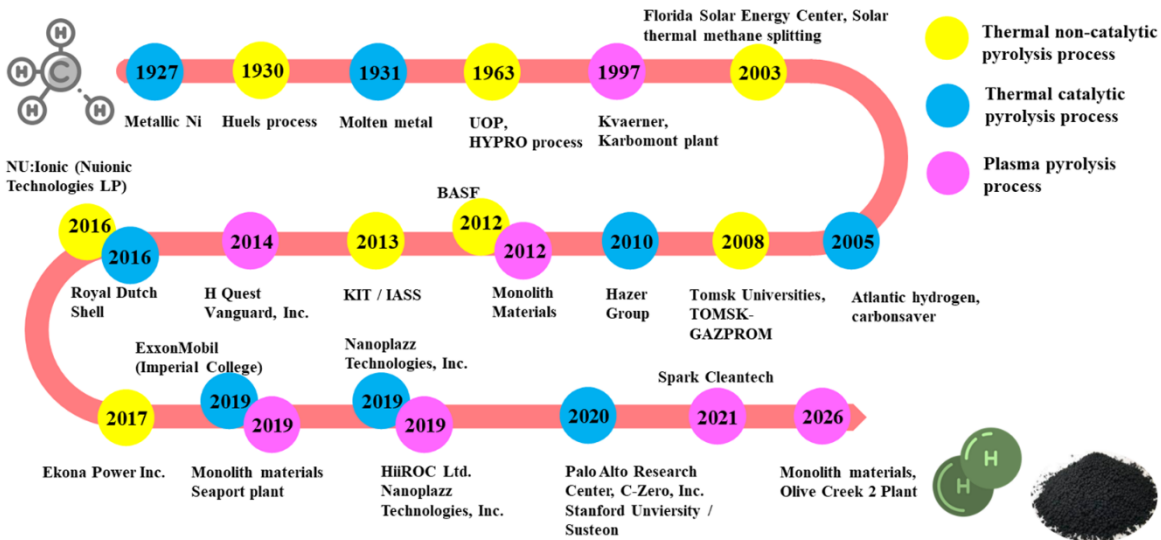 Florida Solar Energy Center, Solar
thermal methane splitting
H
H
C
H
H
1927
1930
1931
1963
1997
2003
Metallic Ni
Huels process
Molten metal
UOP,
HYPRO process
Kvaerner,
Karbomont plant
Thermal non-catalytic
pyrolysis process
Thermal catalytic
pyrolysis process
Plasma pyrolysis
process
NU:Ionic (Nuionic
Technologies LP)
2016
2016
2014
2013
BASF
2012
2012
2010
2008
2005
Royal Dutch
Shell
H Quest
Vanguard, Inc.
KIT / IASS
Monolith
Materials
Hazer
Group
Tomsk Universities,
TOMSK-
GAZPROM
Atlantic hydrogen,
carbonsaver
ExxonMobil
(Imperial College)
Nanoplazz
Technologies, Inc.
Spark Cleantech
2017
2019
2019
2019
2019
2020
2021
2026
Ekona Power Inc.
Monolith materials
Seaport plant
HiiROC Ltd.
Nanoplazz
Technologies, Inc.
Palo Alto Research
Center, C-Zero, Inc.
Stanford Unviersity /
Susteon
Monolith materials,
Olive Creek 2 Plant
H
H